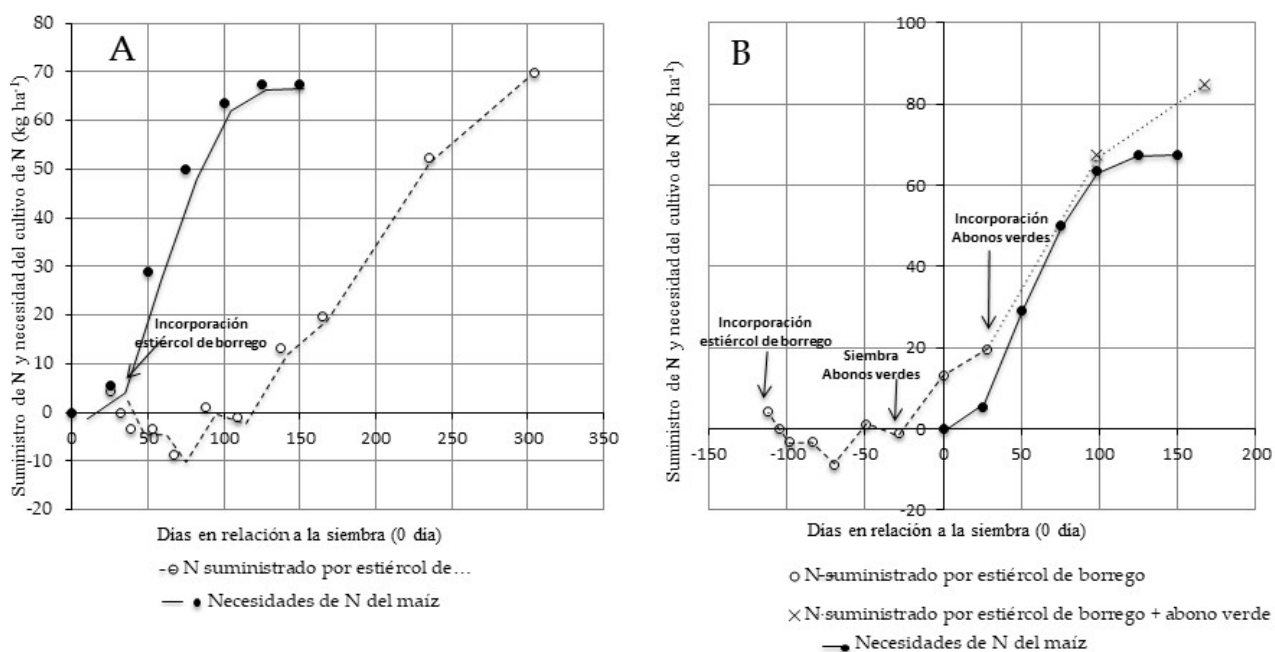 A
Suministro de N y necesidad del cultivo de N (kg ha⁻¹)
80
70
60
50
40
30
20
10
0
-10
-20
0
50
100
150
200
250
300
350
Incorporación
estiércol de borrego
Dias en relación a la siembra (0 dia)
N suministrado por estiércol de...
Necesidades de N del maíz
B
Suministro de N y necesidad del cultivo de N (kg ha⁻¹)
100
80
60
40
20
0
-20
-150
-100
-50
0
50
100
150
200
Incorporación
estiércol de borrego
Siembra
Abonos verdes
Incorporación
Abonos verdes
Dias en relación a la siembra (0 dia)
N suministrado por estiércol de borrego
N suministrado por estiércol de borrego + abono verde
Necesidades de N del maíz